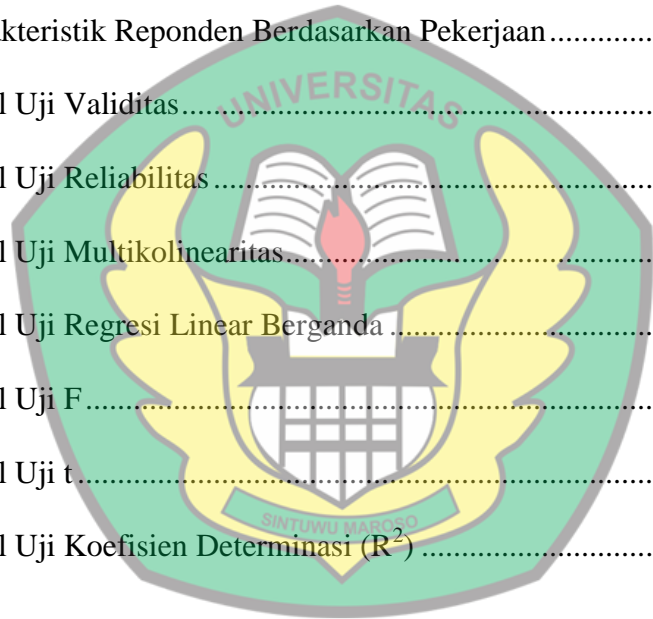 akteristik Reponden Berdasarkan Pekerjaan.............
l Uji Validitas.............................................................
UNIVERSITAS
l Uji Reliabilitas.........................................................
l Uji Multikolinearitas...............................................
l Uji Regresi Linear Berganda...................................
l Uji F.........................................................................
l Uji t..........................................................................
SINTUWU MAROSO
l Uji Koefisien Determinasi (R²)..............................